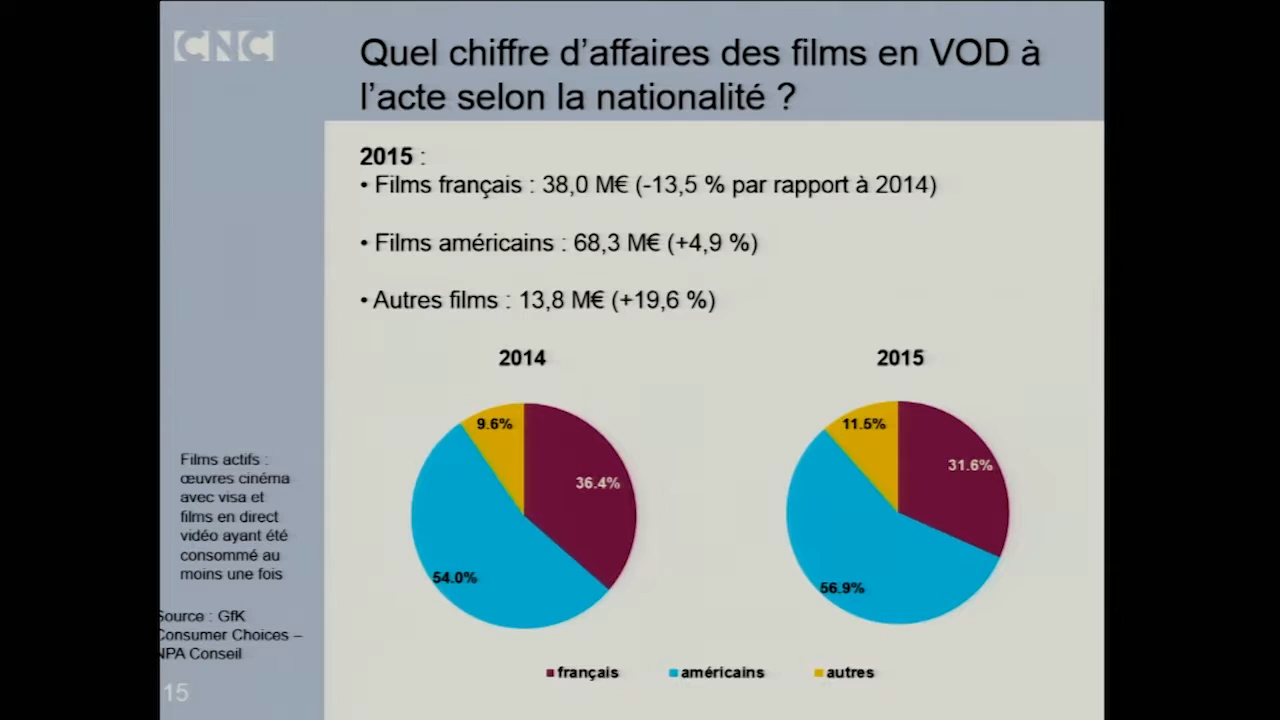 CNC
Quel chiffre d'affaires des films en VOD à
l'acte selon la nationalité ?
2015 :
• Films français : 38,0 M€ (-13,5 % par rapport à 2014)
• Films américains : 68,3 M€ (+4,9 %)
• Autres films : 13,8 M€ (+19,6 %)
2014
9.6%
36.4%
54.0%
2015
11.5%
31.6%
56.9%
français américains autres
Films actifs :
œuvres cinéma
avec visa et
films en direct
vidéo ayant été
consommé au
moins une fois
Source : GfK
Consumer Choices –
NPA Conseil
15